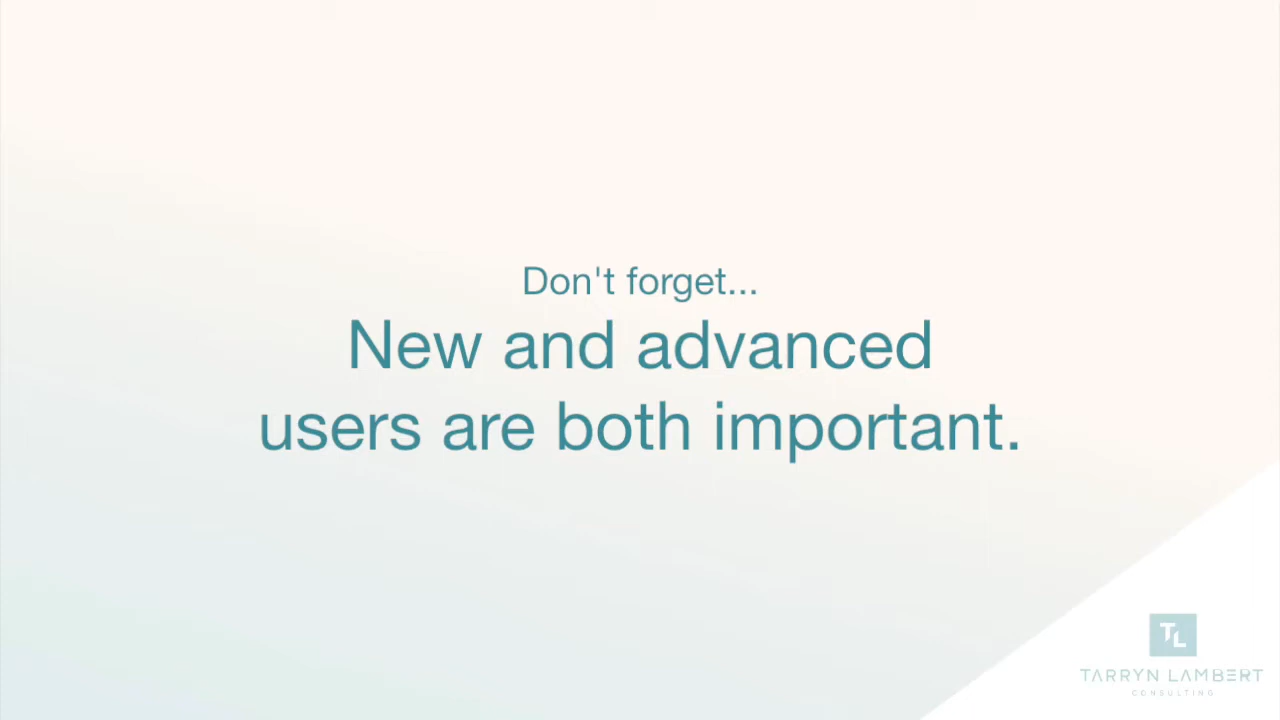 Don't forget...
New and advanced
users are both important.
TL
TARRYN LAMBERT
CONSULTING